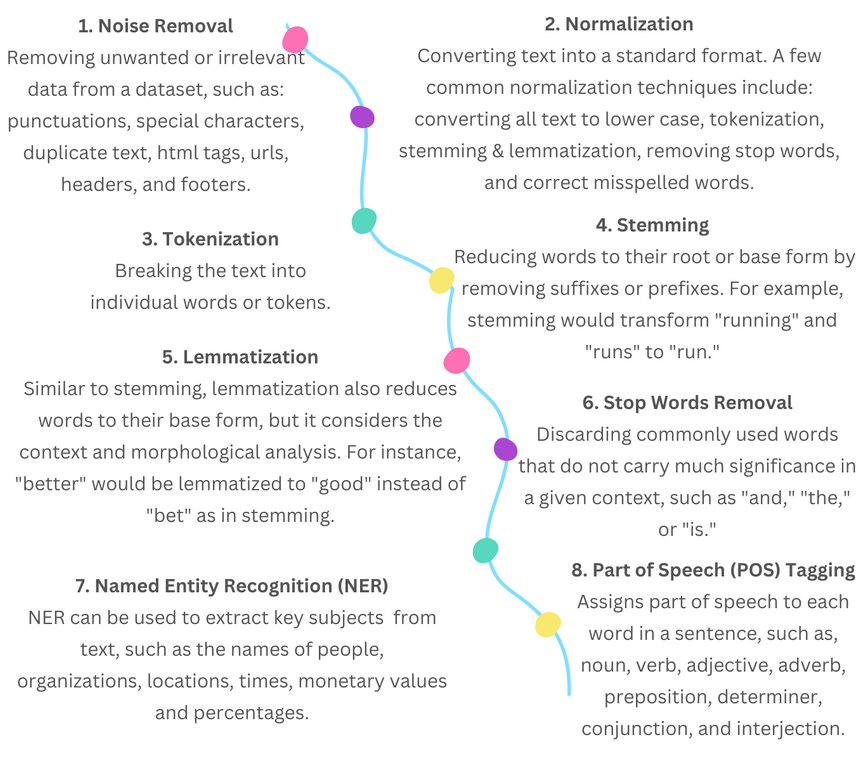 1. Noise Removal
Removing unwanted or irrelevant
data from a dataset, such as:
punctuations, special characters,
duplicate text, html tags, urls,
headers, and footers.
2. Normalization
Converting text into a standard format. A few
common normalization techniques include:
converting all text to lower case, tokenization,
stemming & lemmatization, removing stop words,
and correct misspelled words.
3. Tokenization
Breaking the text into
individual words or tokens.
4. Stemming
Reducing words to their root or base form by
removing suffixes or prefixes. For example,
stemming would transform "running" and
"runs" to "run."
5. Lemmatization
Similar to stemming, lemmatization also reduces
words to their base form, but it considers the
context and morphological analysis. For instance,
"better" would be lemmatized to "good" instead of
"bet" as in stemming.
6. Stop Words Removal
Discarding commonly used words
that do not carry much significance in
a given context, such as "and," "the,"
or "is."
7. Named Entity Recognition (NER)
NER can be used to extract key subjects from
text, such as the names of people,
organizations, locations, times, monetary values
and percentages.
8. Part of Speech (POS) Tagging
Assigns part of speech to each
word in a sentence, such as,
noun, verb, adjective, adverb,
preposition, determiner,
conjunction, and interjection.